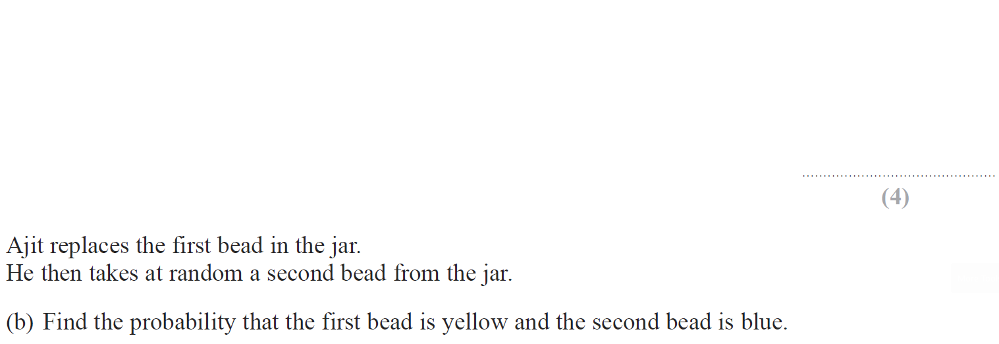 ..............................................
(4)
Ajit replaces the first bead in the jar.
He then takes at random a second bead from the jar.
(b) Find the probability that the first bead is yellow and the second bead is blue.